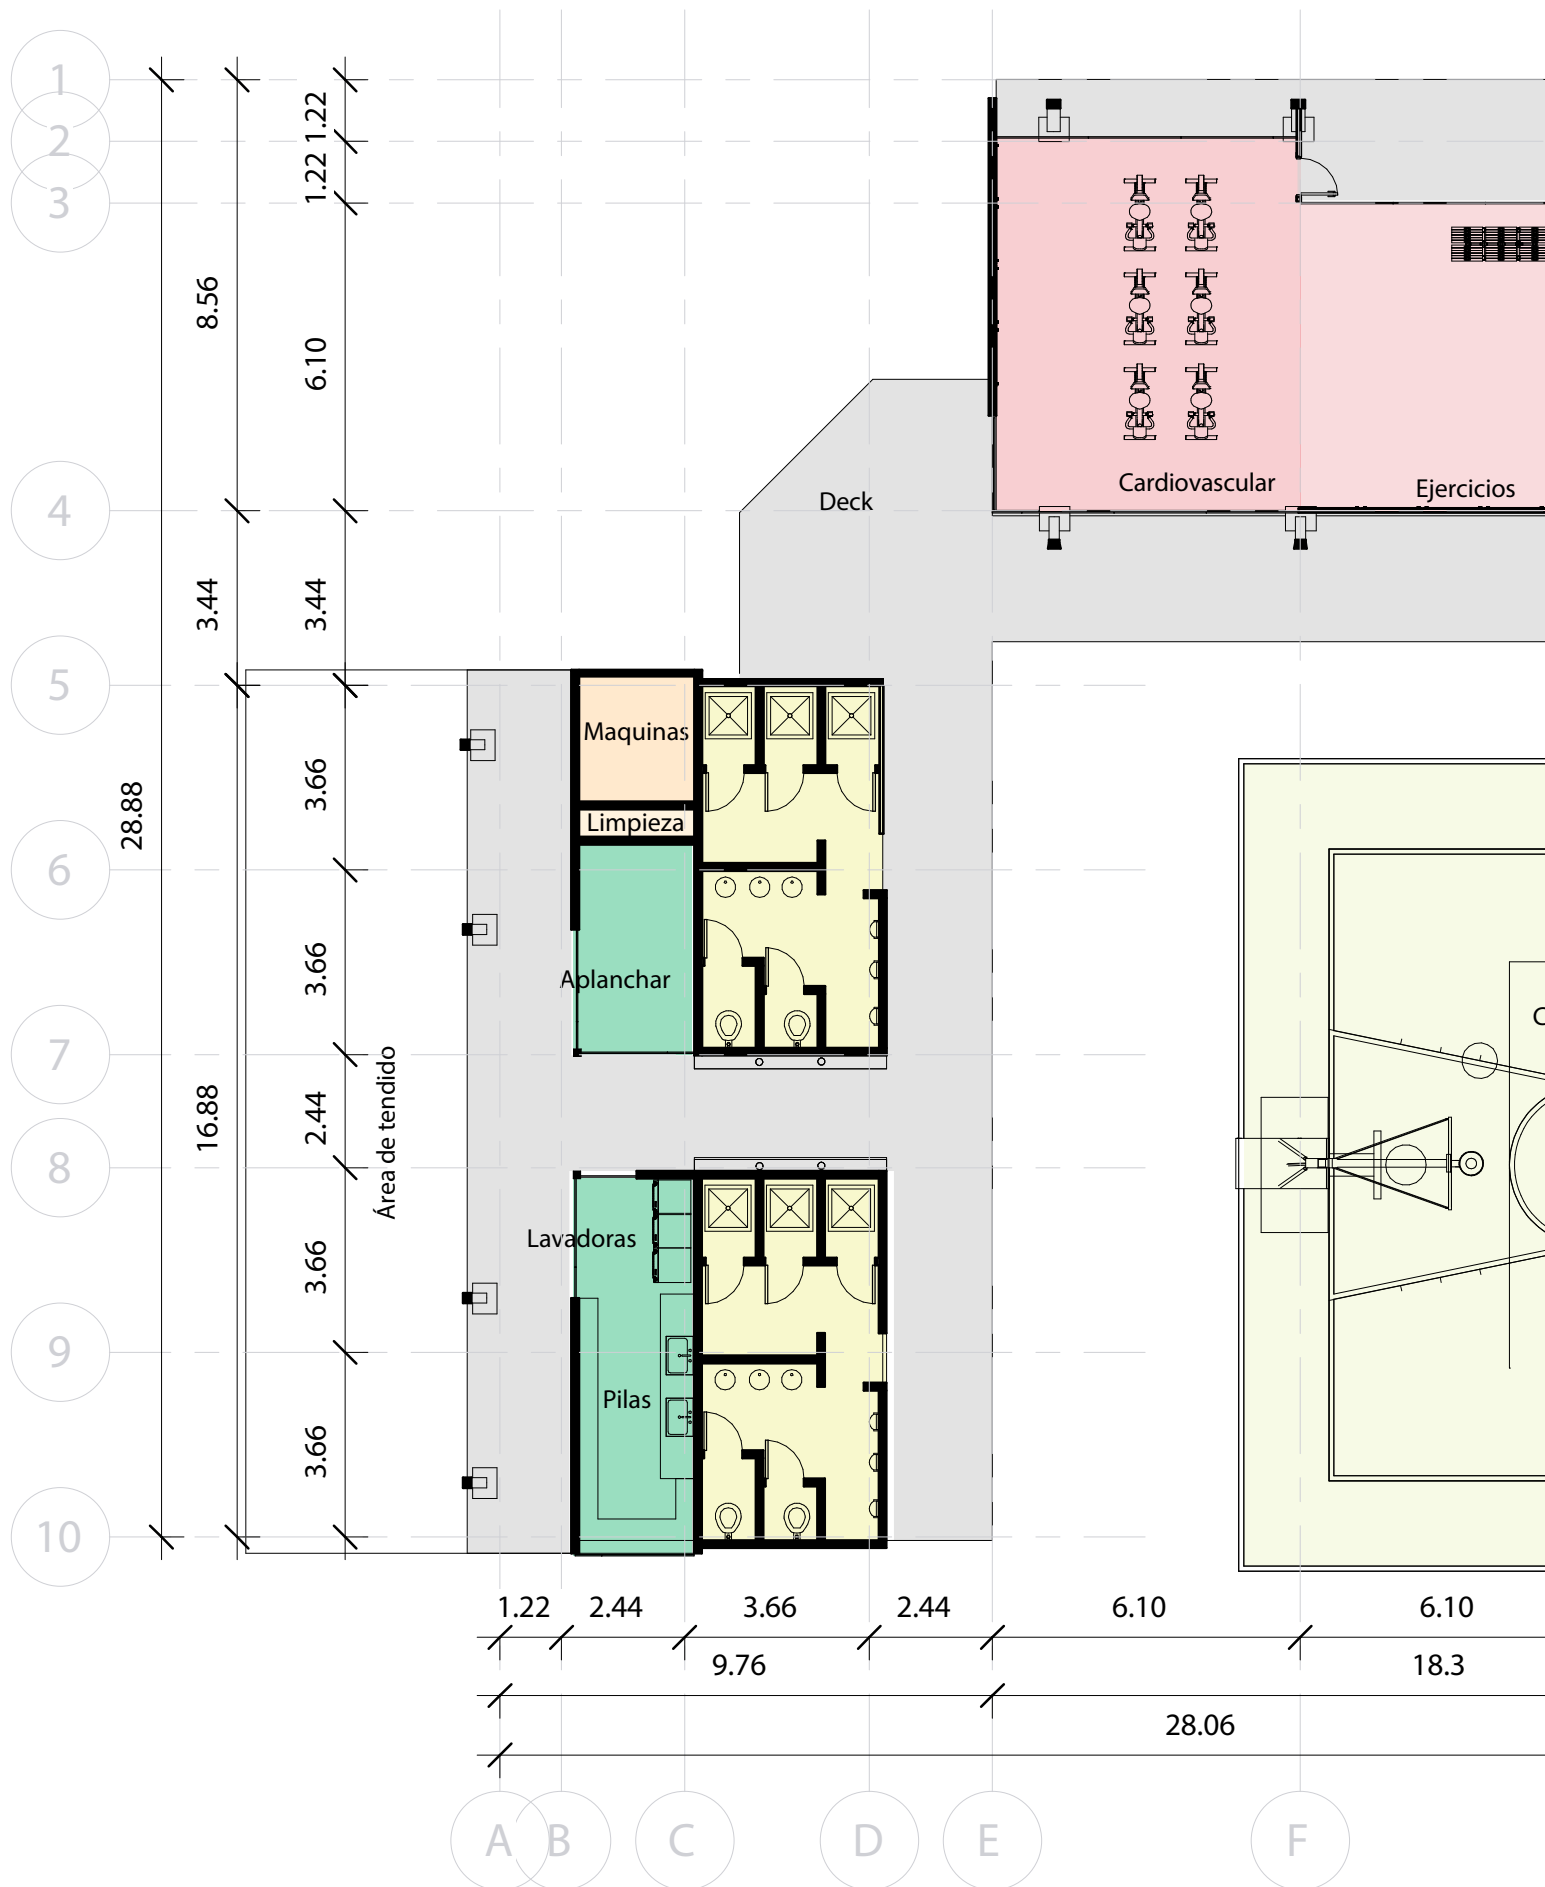 1
2
3
4
5
6
7
8
9
10
1.22
1.22
8.56
6.10
3.44
3.44
28.88
3.66
3.66
16.88
2.44
3.66
3.66
Área de tendido
Deck
Cardiovascular
Ejercicios
Maquinas
Limpieza
Aplanchar
Lavadoras
Pilas
1.22
2.44
3.66
2.44
6.10
6.10
9.76
18.3
28.06
A
B
C
D
E
F